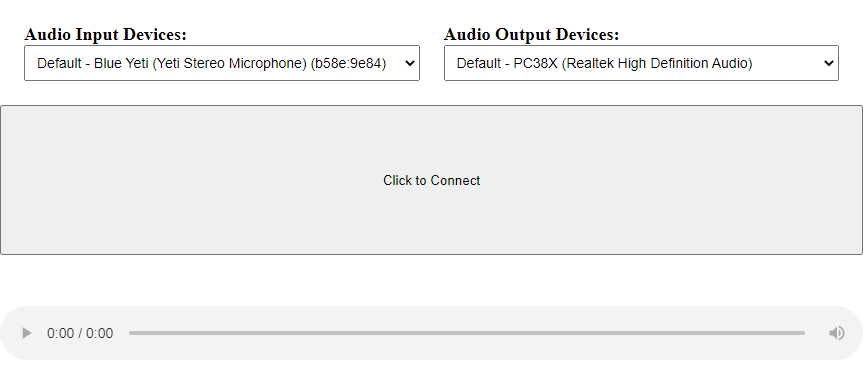 Audio Input Devices:
Default - Blue Yeti (Yeti Stereo Microphone) (b58e:9e84)
Audio Output Devices:
Default - PC38X (Realtek High Definition Audio)
Click to Connect
0:00 / 0:00